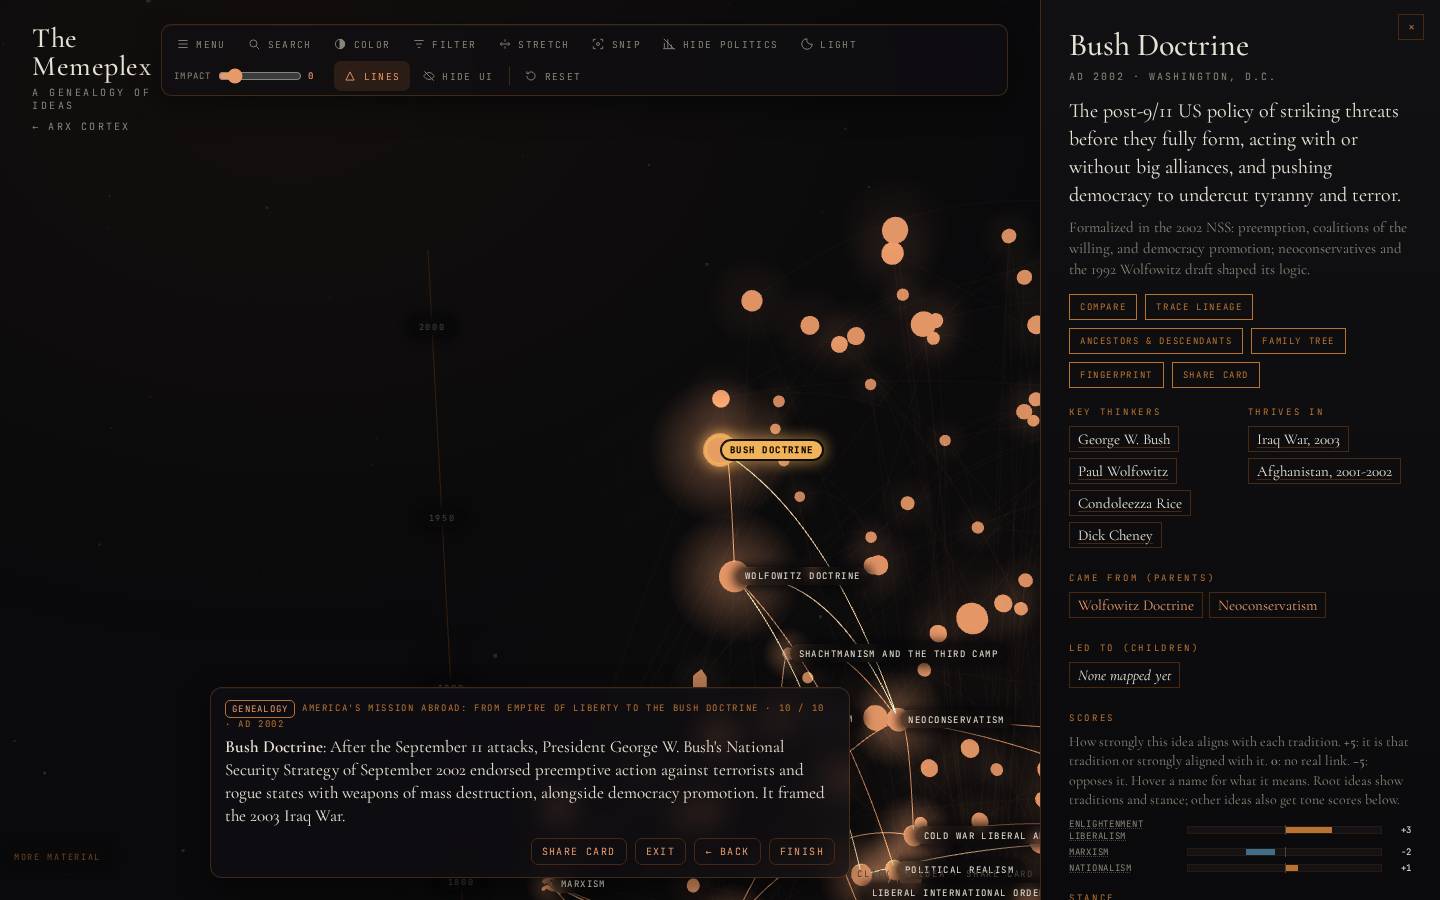 The
Memeplex
A GENEALOGY OF
IDEAS
← ARX CORTEX
MENU
SEARCH
COLOR
FILTER
STRETCH
SNIP
HIDE POLITICS
LIGHT
IMPACT
0
LINES
HIDE UI
RESET
2000
1950
1800
BUSH DOCTRINE
WOLFOWITZ DOCTRINE
SHACHTMANISM AND THE THIRD CAMP
NEOCONSERVATISM
COLD WAR LIBERAL A
POLITICAL REALISM
LIBERAL INTERNATIONAL ORDE
MARXISM
MORE MATERIAL
GENEALOGY AMERICA'S MISSION ABROAD: FROM EMPIRE OF LIBERTY TO THE BUSH DOCTRINE · 10 / 10
· AD 2002
Bush Doctrine: After the September 11 attacks, President George W. Bush's National
Security Strategy of September 2002 endorsed preemptive action against terrorists and
rogue states with weapons of mass destruction, alongside democracy promotion. It framed
the 2003 Iraq War.
SHARE CARD
EXIT
← BACK
FINISH
×
Bush Doctrine
AD 2002 · WASHINGTON, D.C.
The post-9/11 US policy of striking threats
before they fully form, acting with or
without big alliances, and pushing
democracy to undercut tyranny and terror.
Formalized in the 2002 NSS: preemption, coalitions of the
willing, and democracy promotion; neoconservatives and
the 1992 Wolfowitz draft shaped its logic.
COMPARE
TRACE LINEAGE
ANCESTORS & DESCENDANTS
FAMILY TREE
FINGERPRINT
SHARE CARD
KEY THINKERS
George W. Bush
Paul Wolfowitz
Condoleezza Rice
Dick Cheney
THRIVES IN
Iraq War, 2003
Afghanistan, 2001-2002
CAME FROM (PARENTS)
Wolfowitz Doctrine
Neoconservatism
LED TO (CHILDREN)
None mapped yet
SCORES
How strongly this idea aligns with each tradition. +5: it is that
tradition or strongly aligned with it. 0: no real link. −5:
opposes it. Hover a name for what it means. Root ideas show
traditions and stance; other ideas also get tone scores below.
ENLIGHTENMENT
LIBERALISM
+3
MARXISM
-2
NATIONALISM
+1
STANCE